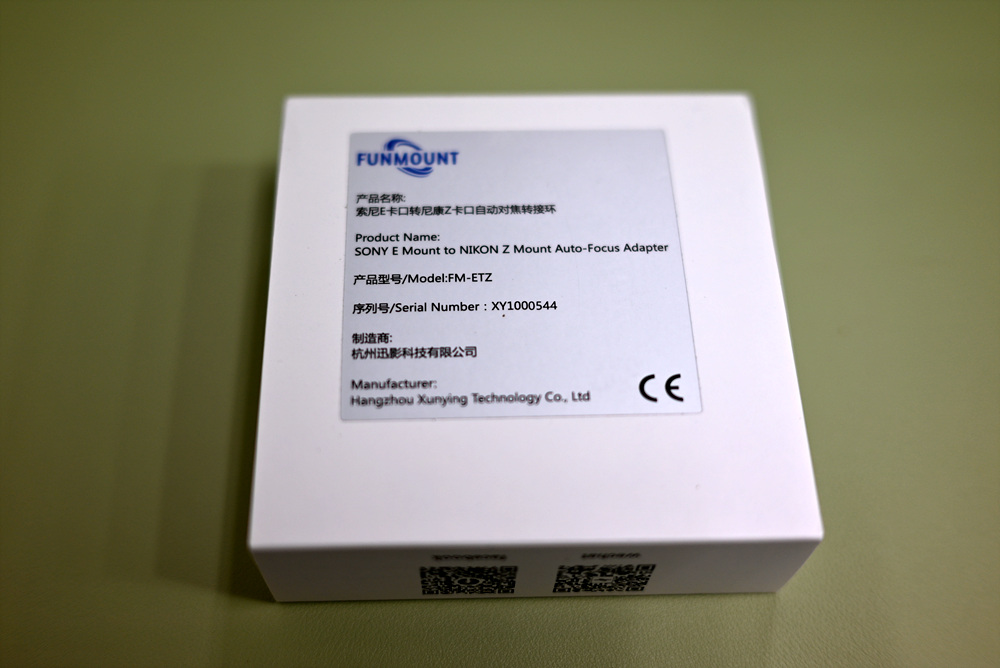 FUNMOUNT
产品名称:
索尼E卡口转尼康Z卡口自动对焦转接环
Product Name:
SONY E Mount to NIKON Z Mount Auto-Focus Adapter
产品型号/Model:FM-ETZ
序列号/Serial Number：XY1000544
制造商:
杭州迅影科技有限公司
Manufacturer:
Hangzhou Xunying Technology Co., Ltd
CE